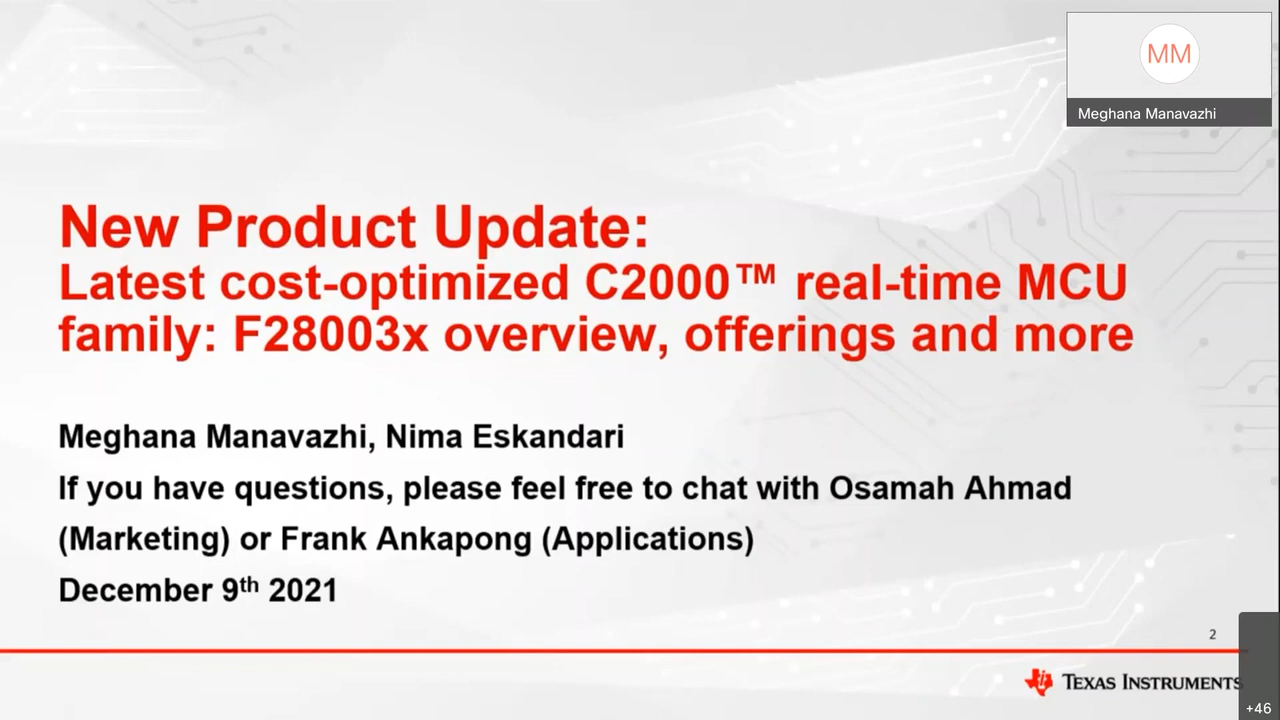 MM
Meghana Manavazhi
New Product Update:
Latest cost-optimized C2000™ real-time MCU
family: F28003x overview, offerings and more
Meghana Manavazhi, Nima Eskandari
If you have questions, please feel free to chat with Osamah Ahmad
(Marketing) or Frank Ankapong (Applications)
December 9th 2021
2
TEXAS INSTRUMENTS
+46